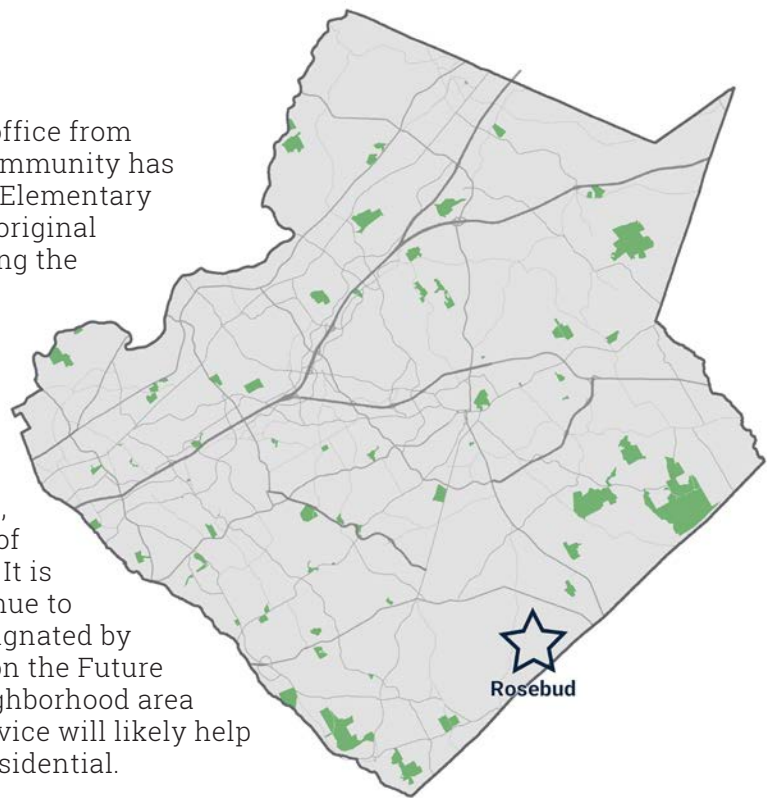 office from
mmunity has
Elementary
original
ng the
,
of
It is
nue to
ignated by
on the Future
ghborhood area
vice will likely help
sidential.
Rosebud